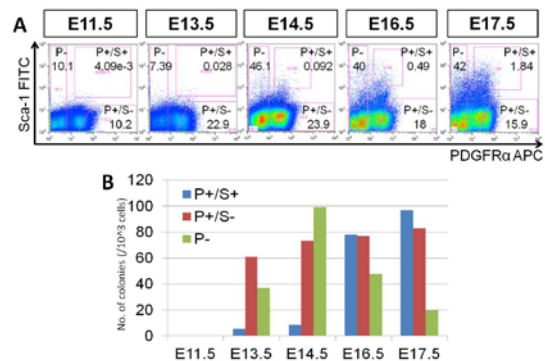 A
E11.5 E13.5 E14.5 E16.5 E17.5
Sca-1 FITC
P- P+/S+ P- P+/S+ P- P+/S+ P- P+/S+ P- P+/S+
10.1 4.09e-3 7.39 0.028 46.1 0.092 40 0.49 42 1.84
P+/S- P+/S- P+/S- P+/S- P+/S-
10.2 22.9 23.9 18 15.9
PDGFRα APC
B
No. of colonies (/10^3 cells)
120
100
80
60
40
20
0
P+/S+
P+/S-
P-
E11.5 E13.5 E14.5 E16.5 E17.5